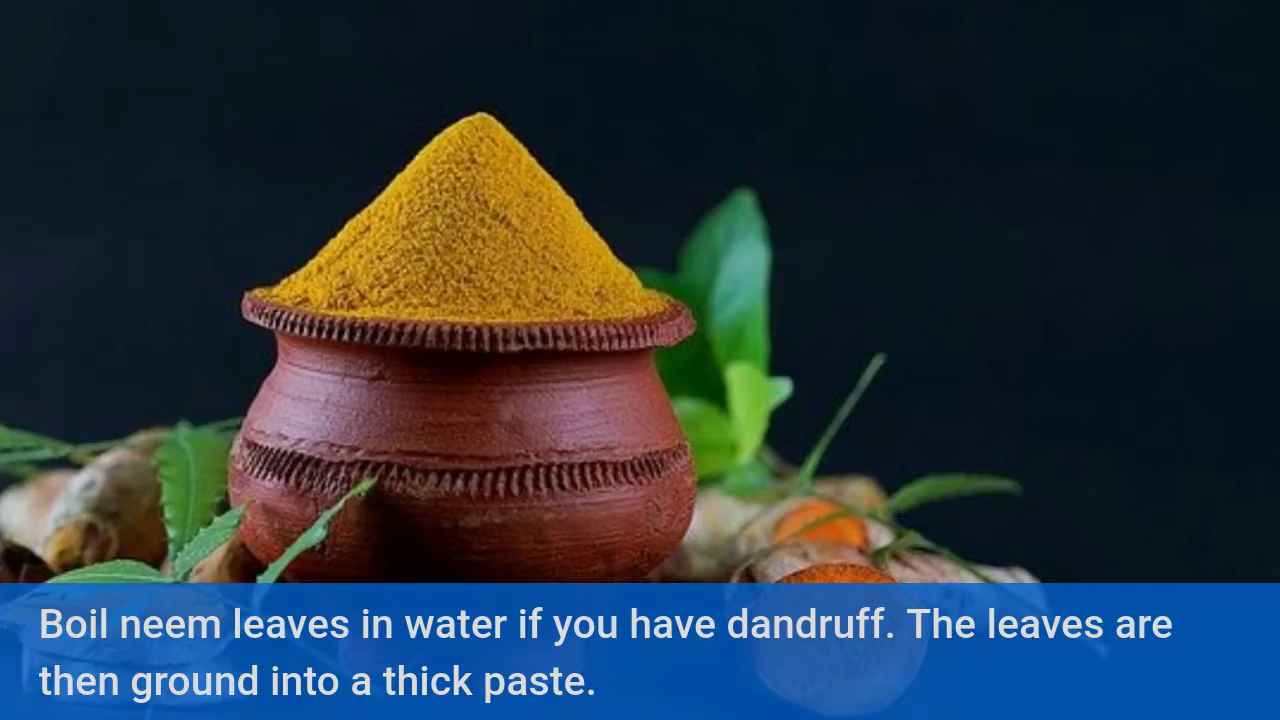 Boil neem leaves in water if you have dandruff. The leaves are
then ground into a thick paste.